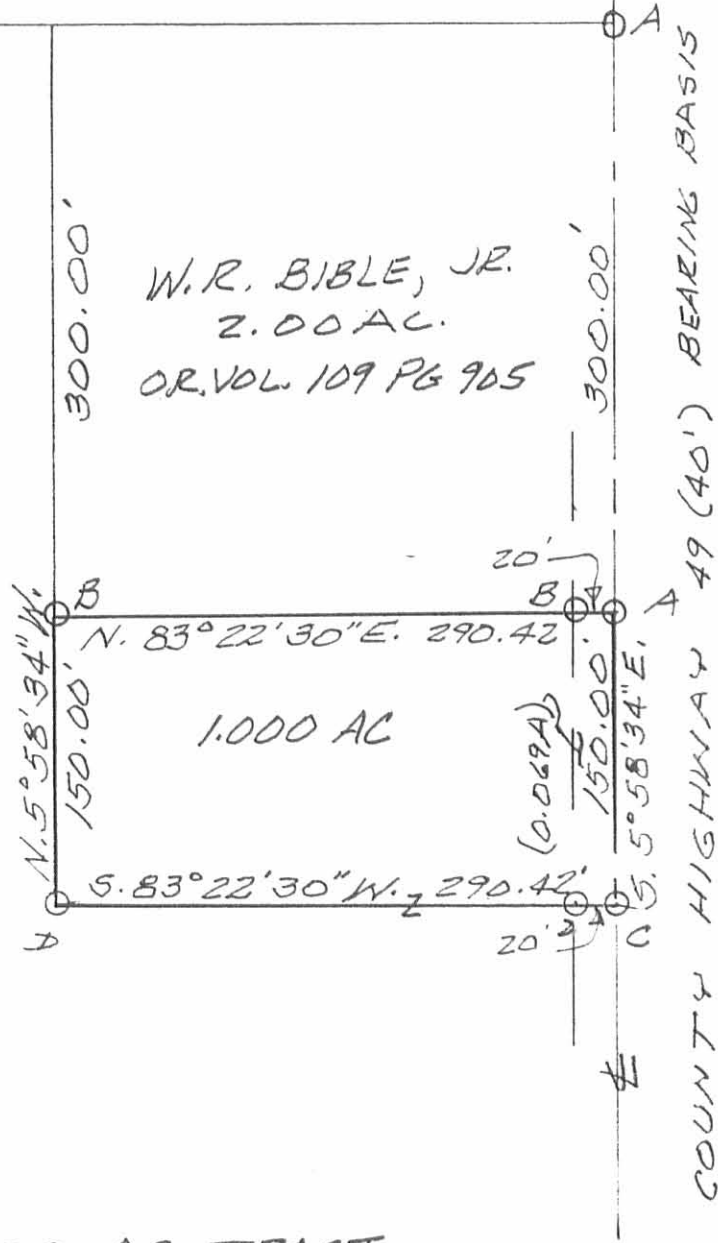 A
COUNTY HIGHWAY 49 (40') BEARING BASIS
300.00'
W.R. BIBLE, JR.
2.00 AC.
O.R. VOL. 109 PG 905
300.00'
20'
B
B
A
N. 83°22'30"E. 290.42'
N. 5°58'34"W.
150.00'
1.000 AC
(0.069A)
150.00'
S. 5°58'34"E.
S. 83°22'30"W. 290.42'
D
D
20'
C
AC TRACT